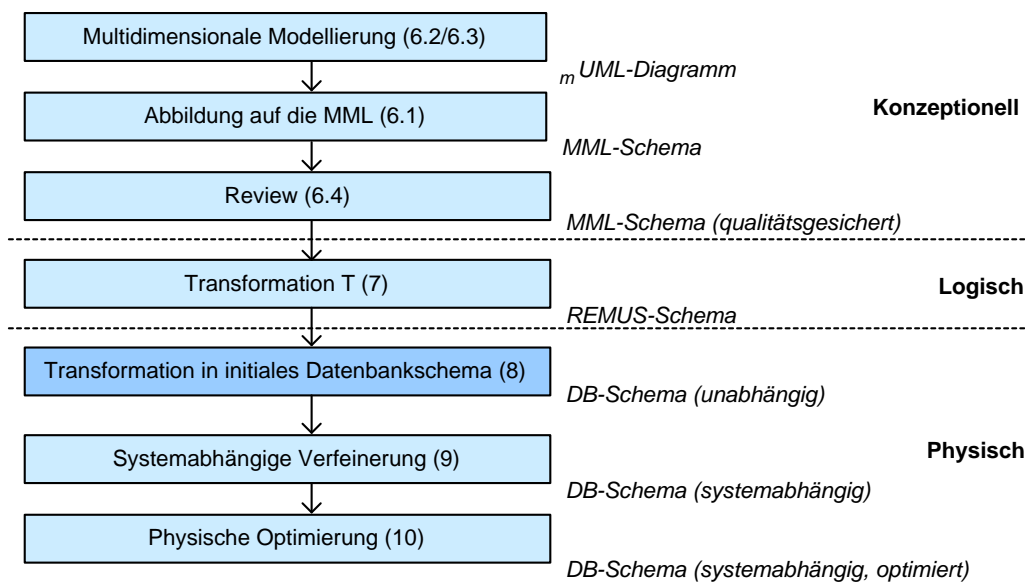 Multidimensionale Modellierung (6.2/6.3)
mUML-Diagramm
Abbildung auf die MML (6.1)
Konzeptionell
MML-Schema
Review (6.4)
MML-Schema (qualitätsgesichert)
Transformation T (7)
Logisch
REMUS-Schema
Transformation in initiales Datenbankschema (8)
DB-Schema (unabhängig)
Systemabhängige Verfeinerung (9)
Physisch
DB-Schema (systemabhängig)
Physische Optimierung (10)
DB-Schema (systemabhängig, optimiert)